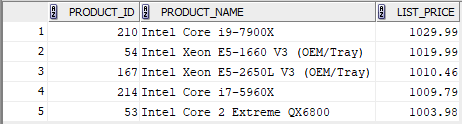 PRODUCT_ID PRODUCT_NAME LIST_PRICE
1 210 Intel Core i9-7900X 1029.99
2 54 Intel Xeon E5-1660 V3 (OEM/Tray) 1019.99
3 167 Intel Xeon E5-2650L V3 (OEM/Tray) 1010.46
4 214 Intel Core i7-5960X 1009.79
5 53 Intel Core 2 Extreme QX6800 1003.98